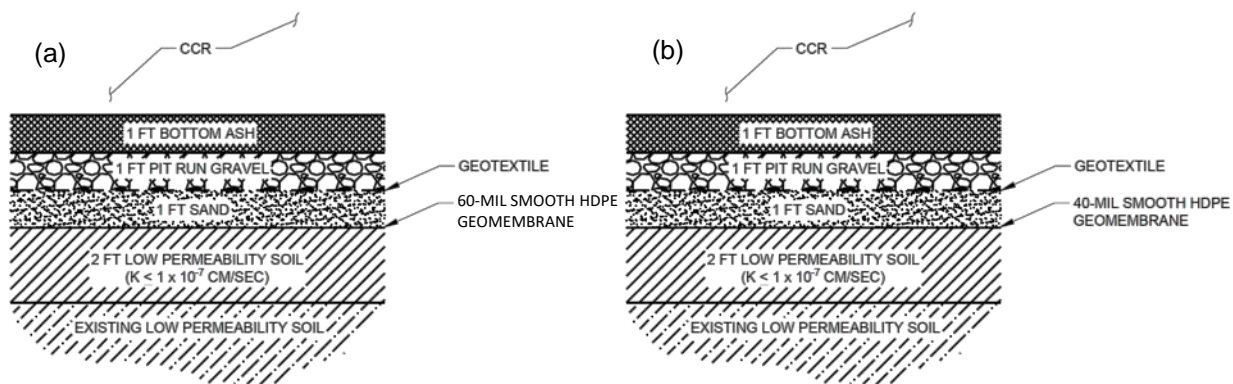 (a)
CCR
1 FT BOTTOM ASH
1 FT PIT RUN GRAVEL
GEOTEXTILE
1 FT SAND
60-MIL SMOOTH HDPE
GEOMEMBRANE
2 FT LOW PERMEABILITY SOIL
(K ≤ 1 x 10⁻⁷ CM/SEC)
EXISTING LOW PERMEABILITY SOIL
(b)
CCR
1 FT BOTTOM ASH
1 FT PIT RUN GRAVEL
GEOTEXTILE
1 FT SAND
40-MIL SMOOTH HDPE
GEOMEMBRANE
2 FT LOW PERMEABILITY SOIL
(K ≤ 1 x 10⁻⁷ CM/SEC)
EXISTING LOW PERMEABILITY SOIL